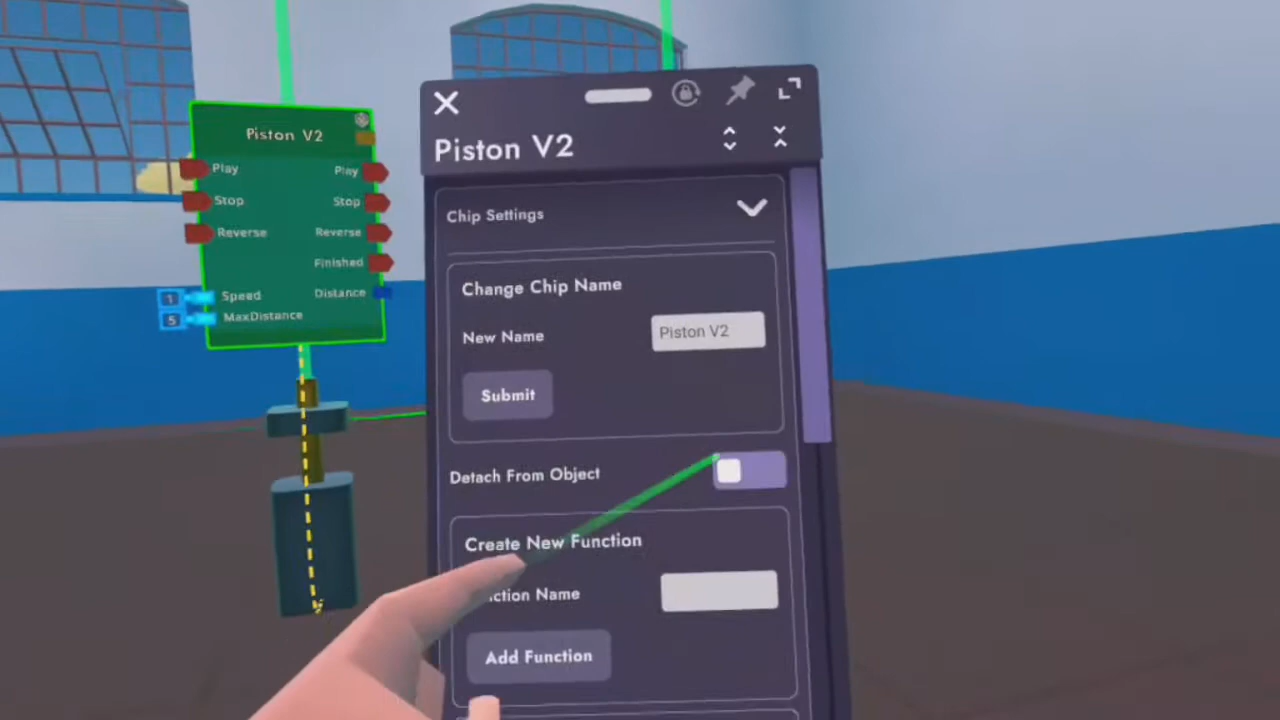 Piston V2
Play
Play
Stop
Stop
Reverse
Reverse
Finished
1
Speed
Distance
5
MaxDistance
Piston V2
Chip Settings
Change Chip Name
New Name
Piston V2
Submit
Detach From Object
Create New Function
Name
Add Function